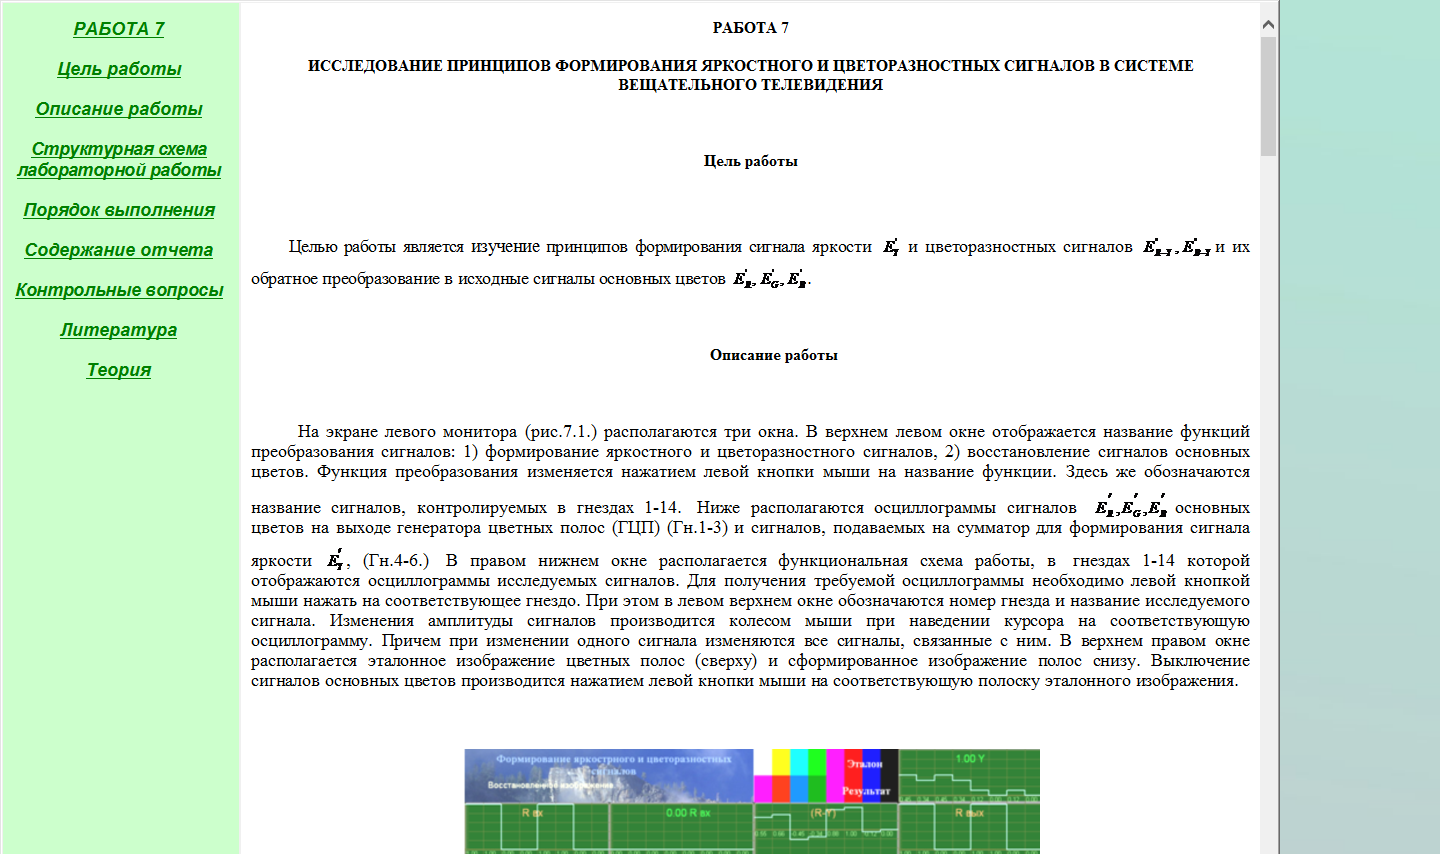 РАБОТА 7
Цель работы
Описание работы
Структурная схема
лабораторной работы
Порядок выполнения
Содержание отчета
Контрольные вопросы
Литература
Теория
РАБОТА 7
ИССЛЕДОВАНИЕ ПРИНЦИПОВ ФОРМИРОВАНИЯ ЯРКОСТНОГО И ЦВЕТОРАЗНОСТНЫХ СИГНАЛОВ В СИСТЕМЕ
ВЕЩАТЕЛЬНОГО ТЕЛЕВИДЕНИЯ
Цель работы
Целью работы является изучение принципов формирования сигнала яркости E'Y и цветоразностных сигналов E'R-Y, E'B-Y и их
обратное преобразование в исходные сигналы основных цветов E'R, E'G, E'B.
Описание работы
На экране левого монитора (рис.7.1.) располагаются три окна. В верхнем левом окне отображается название функций
преобразования сигналов: 1) формирование яркостного и цветоразностного сигналов, 2) восстановление сигналов основных
цветов. Функция преобразования изменяется нажатием левой кнопки мыши на название функции. Здесь же обозначаются
название сигналов, контролируемых в гнездах 1-14. Ниже располагаются осциллограммы сигналов E'R, E'G, E'B основных
цветов на выходе генератора цветных полос (ГЦП) (Гн.1-3) и сигналов, подаваемых на сумматор для формирования сигнала
яркости E'Y, (Гн.4-6.) В правом нижнем окне располагается функциональная схема работы, в гнездах 1-14 которой
отображаются осциллограммы исследуемых сигналов. Для получения требуемой осциллограммы необходимо левой кнопкой
мыши нажать на соответствующее гнездо. При этом в левом верхнем окне обозначаются номер гнезда и название исследуемого
сигнала. Изменения амплитуды сигналов производится колесом мыши при наведении курсора на соответствующую
осциллограмму. Причем при изменении одного сигнала изменяются все сигналы, связанные с ним. В верхнем правом окне
располагается эталонное изображение цветных полос (сверху) и сформированное изображение полос снизу. Выключение
сигналов основных цветов производится нажатием левой кнопки мыши на соответствующую полоску эталонного изображения.
Формирование яркостного и цветоразностных
сигналов
Восстановленное изображение
Эталон
Результат
1.00 Y
R вх
0.00 R вх
(R-Y)
R вых